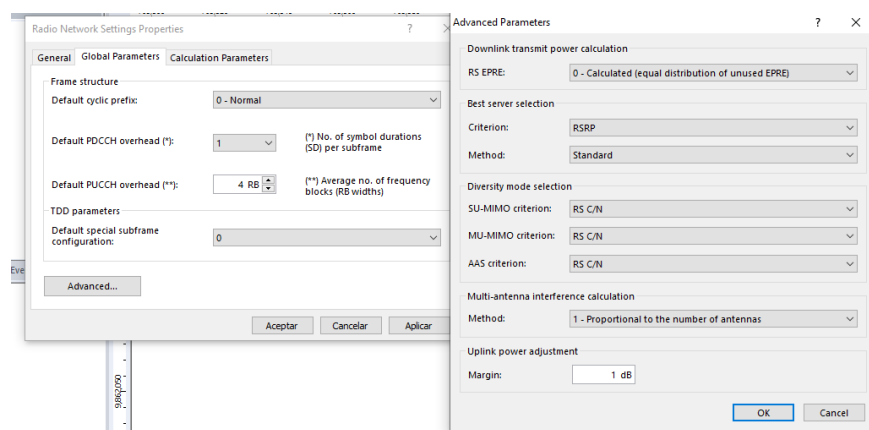 Radio Network Settings Properties
?
General Global Parameters Calculation Parameters
Frame structure
Default cyclic prefix: 0 - Normal
Default PDCCH overhead (*): 1 (*) No. of symbol durations
(SD) per subframe
Default PUCCH overhead (**): 4 RB (**) Average no. of frequency
blocks (RB widths)
TDD parameters
Default special subframe
configuration: 0
Advanced...
Aceptar Cancelar Aplicar
Eve
9,862,050
Advanced Parameters
?
Downlink transmit power calculation
RS EPRE: 0 - Calculated (equal distribution of unused EPRE)
Best server selection
Criterion: RSRP
Method: Standard
Diversity mode selection
SU-MIMO criterion: RS C/N
MU-MIMO criterion: RS C/N
AAS criterion: RS C/N
Multi-antenna interference calculation
Method: 1 - Proportional to the number of antennas
Uplink power adjustment
Margin: 1 dB
OK Cancel